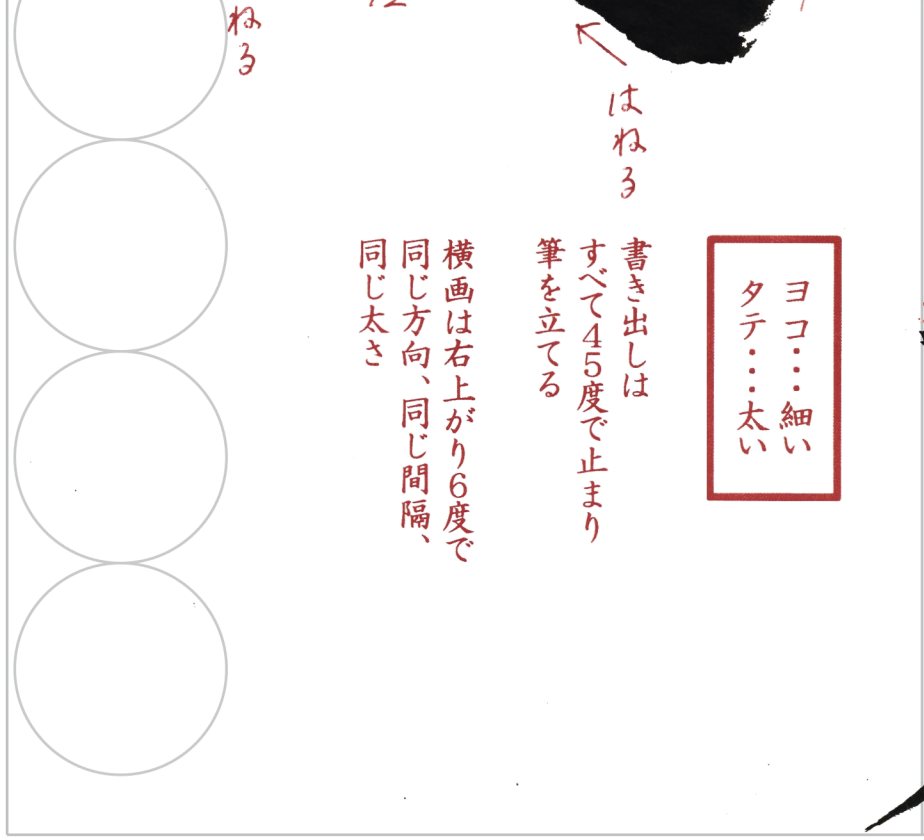 ヨコ・・・細い
タテ・・・太い
はねる
書き出しは
すべて45度で止まり
筆を立てる
横画は右上がり6度で
同じ方向、同じ間隔、
同じ太さ
ねる